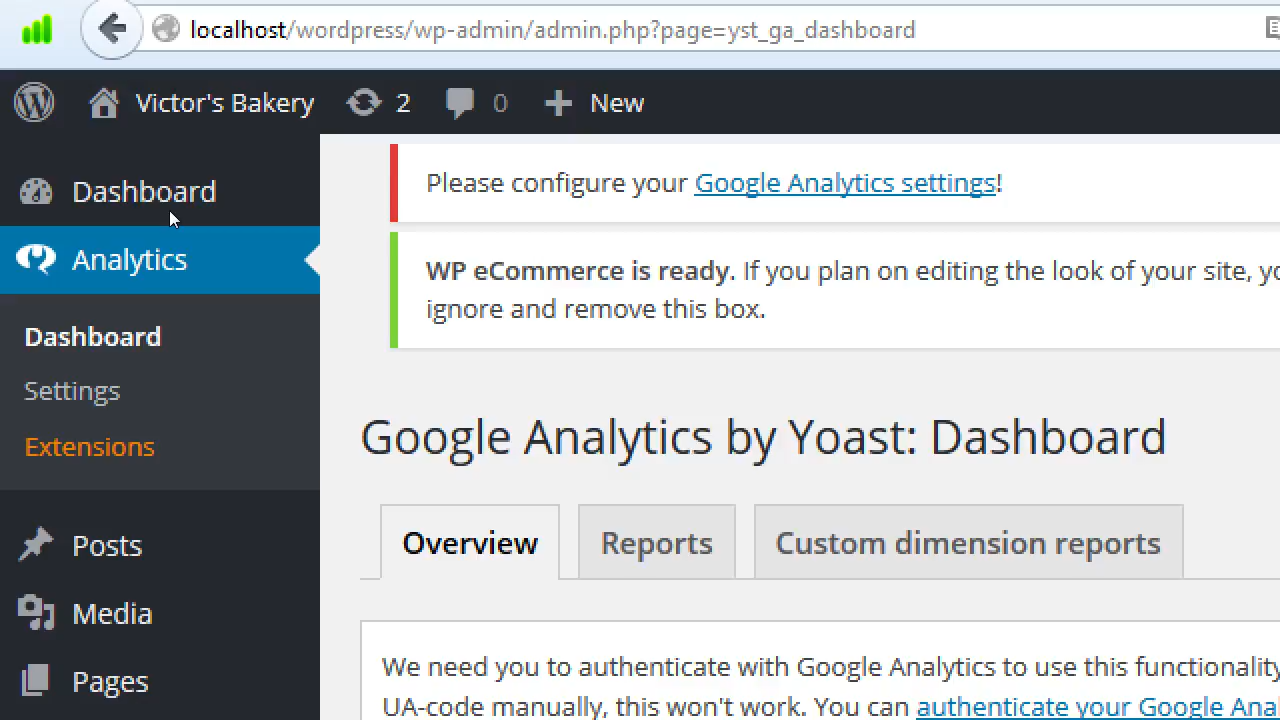 localhost/wordpress/wp-admin/admin.php?page=yst_ga_dashboard
Victor's Bakery 2 0 New
Dashboard
Analytics
Dashboard
Settings
Extensions
Posts
Media
Pages
Please configure your Google Analytics settings!
WP eCommerce is ready. If you plan on editing the look of your site,
ignore and remove this box.
Google Analytics by Yoast: Dashboard
Overview Reports Custom dimension reports
We need you to authenticate with Google Analytics to use this functionality
UA-code manually, this won't work. You can authenticate your Google